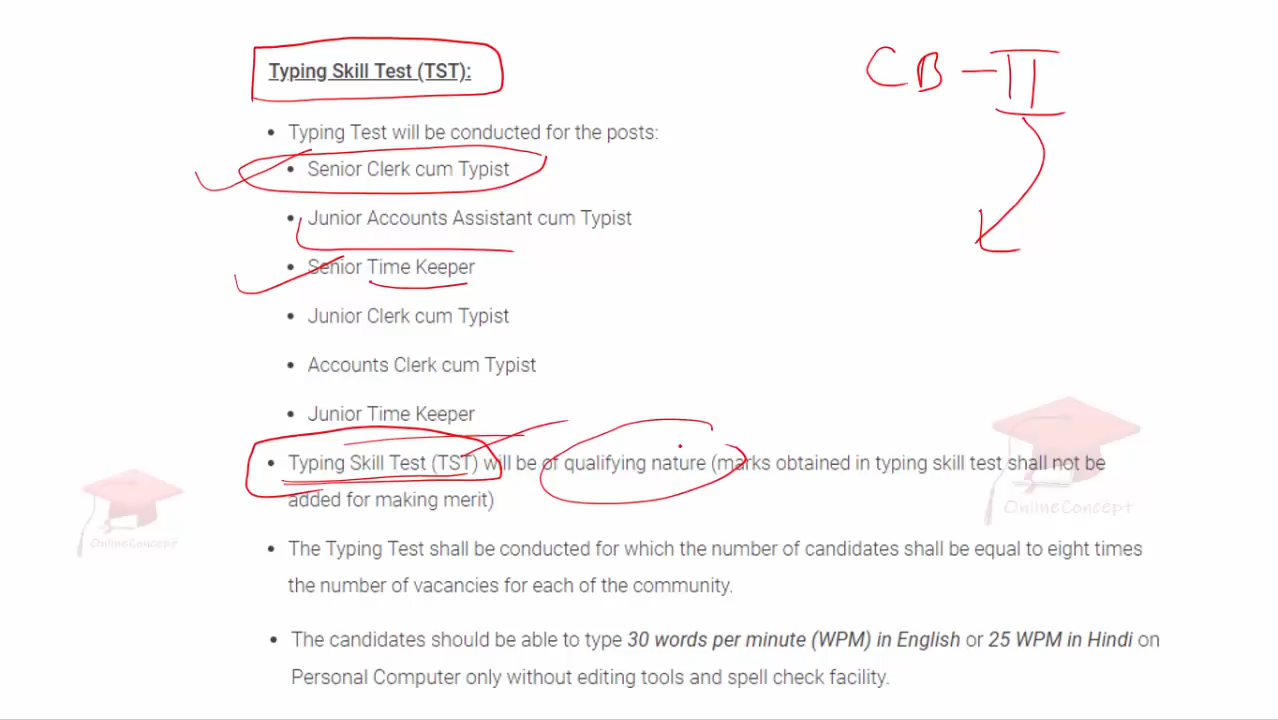 Typing Skill Test (TST):
CB - II
• Typing Test will be conducted for the posts:
• Senior Clerk cum Typist
• Junior Accounts Assistant cum Typist
• Senior Time Keeper
• Junior Clerk cum Typist
• Accounts Clerk cum Typist
• Junior Time Keeper
• Typing Skill Test (TST) will be of qualifying nature (marks obtained in typing skill test shall not be
added for making merit)
OnlineConcept
OnlineConcept
• The Typing Test shall be conducted for which the number of candidates shall be equal to eight times
the number of vacancies for each of the community.
• The candidates should be able to type 30 words per minute (WPM) in English or 25 WPM in Hindi on
Personal Computer only without editing tools and spell check facility.